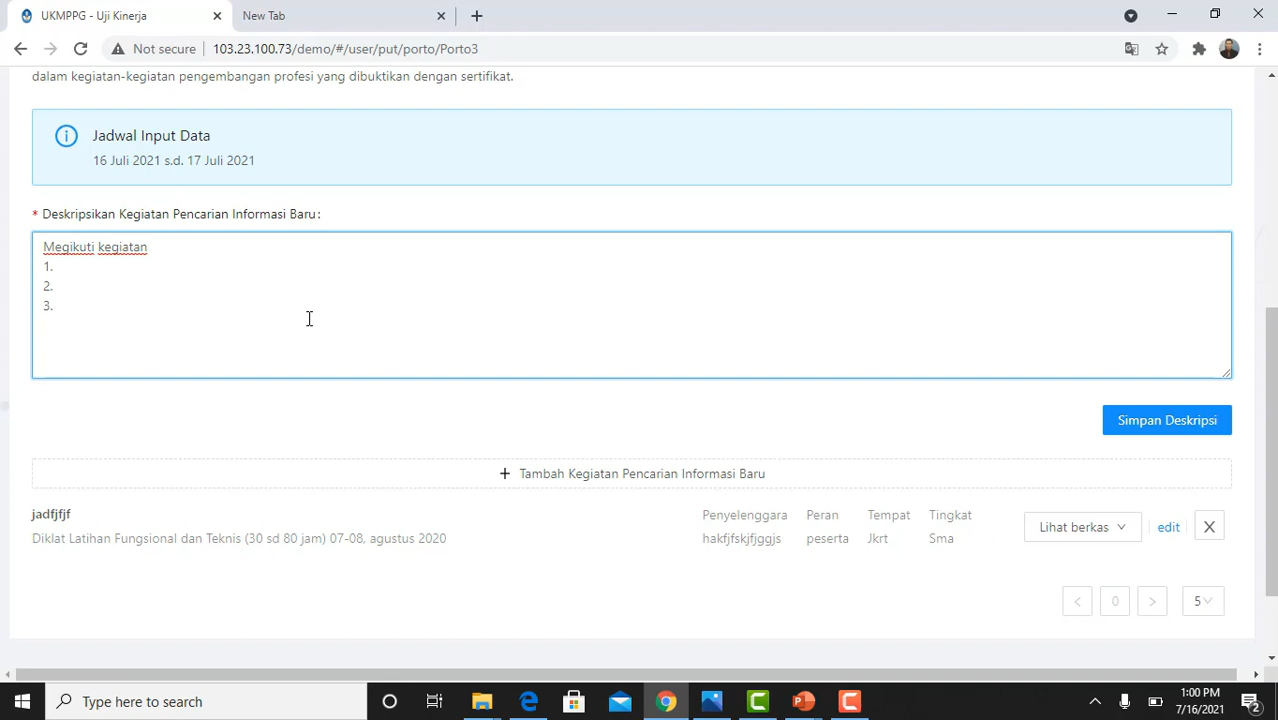 UKMPPG - Uji Kinerja
New Tab
Not secure
103.23.100.73/demo/#/user/put/porto/Porto3
dalam kegiatan-kegiatan pengembangan profesi yang dibuktikan dengan sertifikat.
Jadwal Input Data
16 Juli 2021 s.d. 17 Juli 2021
* Deskripsikan Kegiatan Pencarian Informasi Baru:
Megikuti kegiatan
1.
2.
3.
Simpan Deskripsi
+ Tambah Kegiatan Pencarian Informasi Baru
jadfjfjf
Diklat Latihan Fungsional dan Teknis (30 sd 80 jam) 07-08, agustus 2020
Penyelenggara Peran Tempat Tingkat
hakfjfskjfjggjs peserta Jkrt Sma
Lihat berkas
edit
X
< 0 > 5
Type here to search
1:00 PM
7/16/2021
2